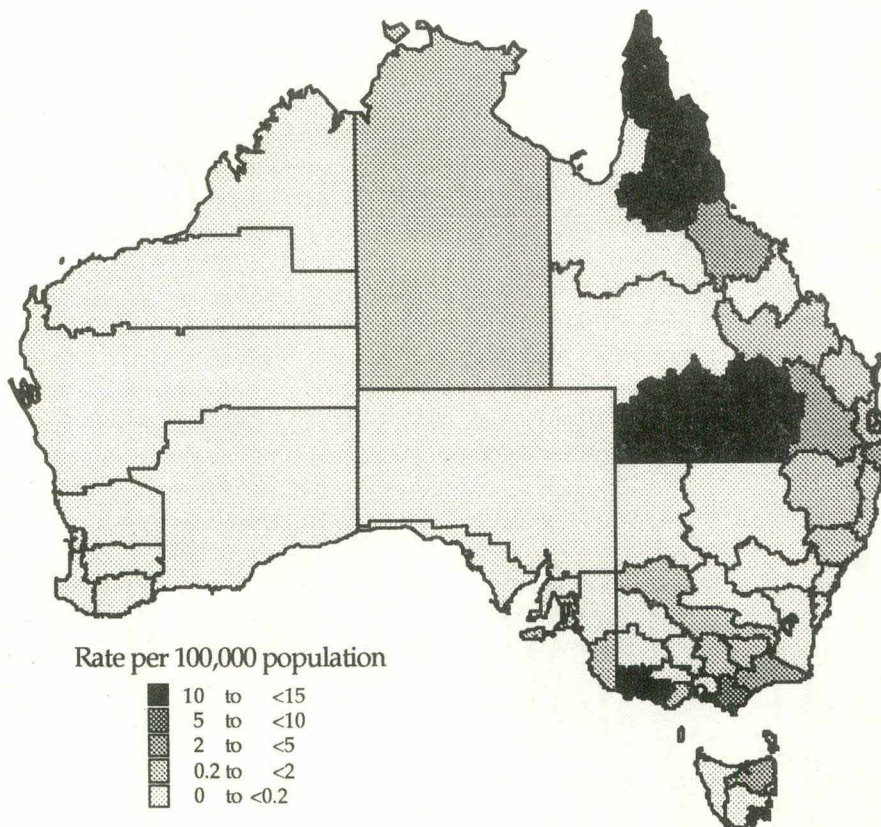 Rate per 100,000 population
10 to <15
5 to <10
2 to <5
0.2 to <2
0 to <0.2